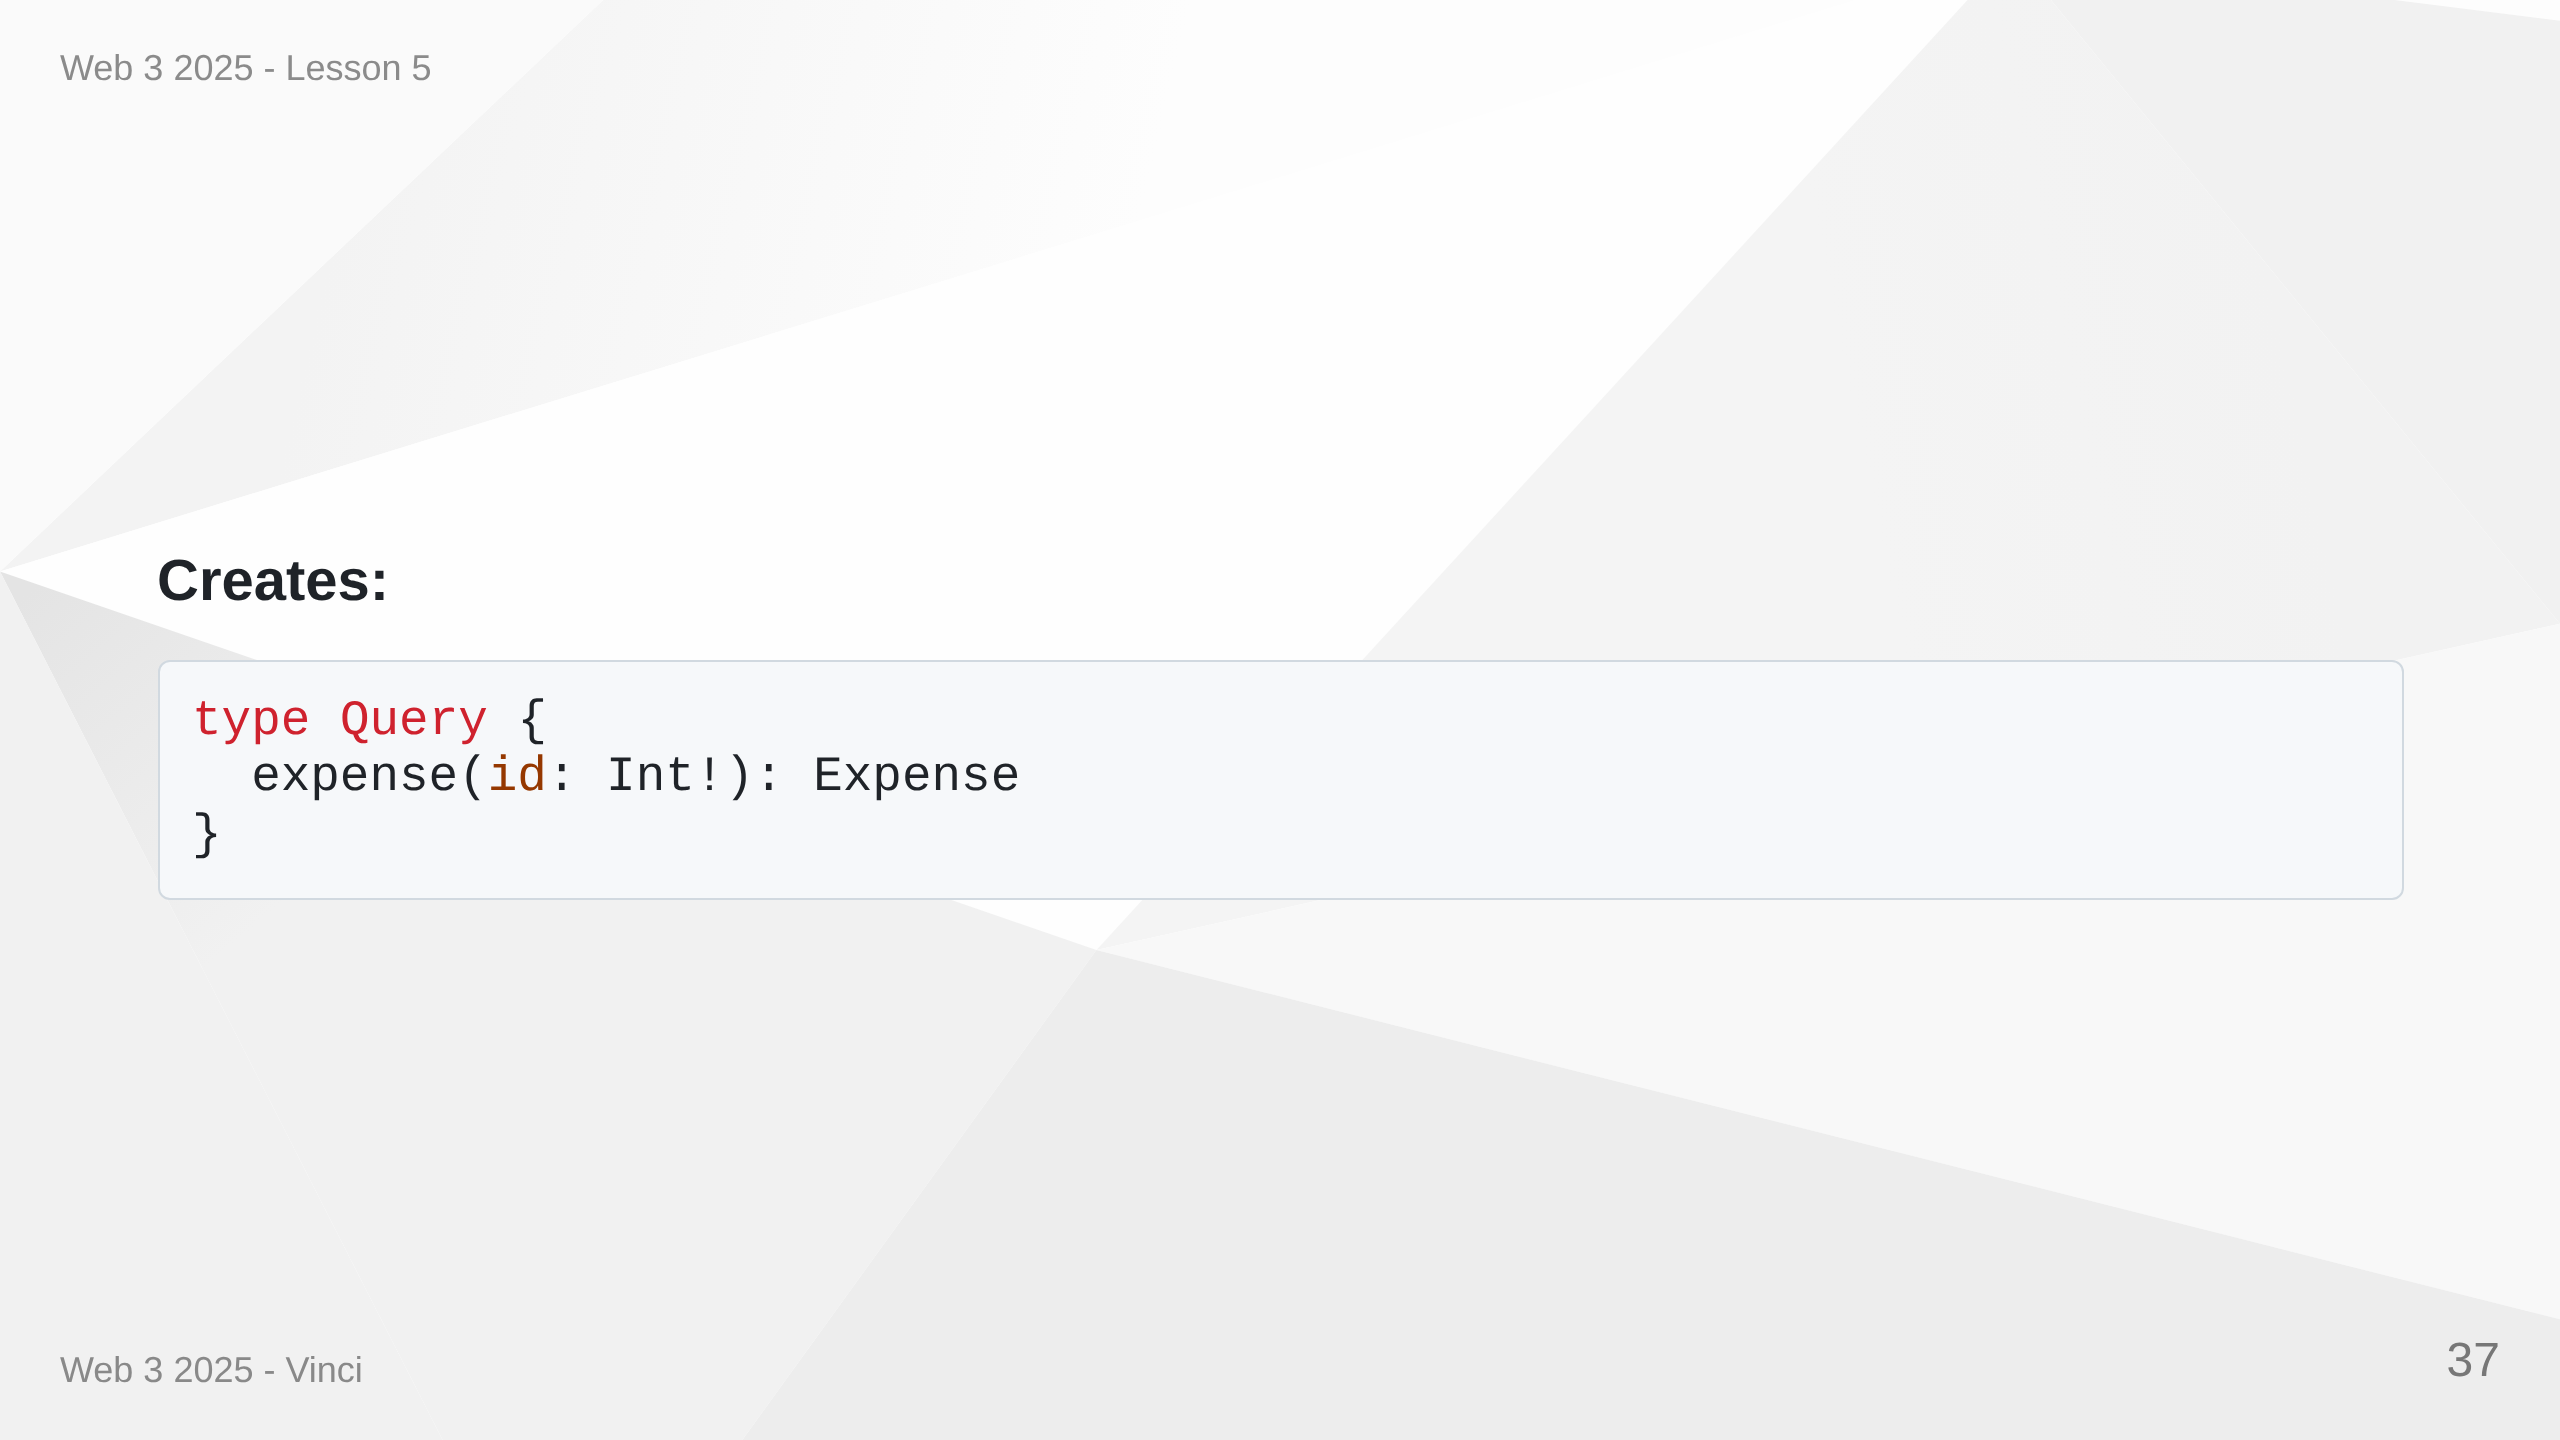 Web 3 2025 - Lesson 5
Creates:
type Query {
  expense(id: Int!): Expense
}
Web 3 2025 - Vinci
37